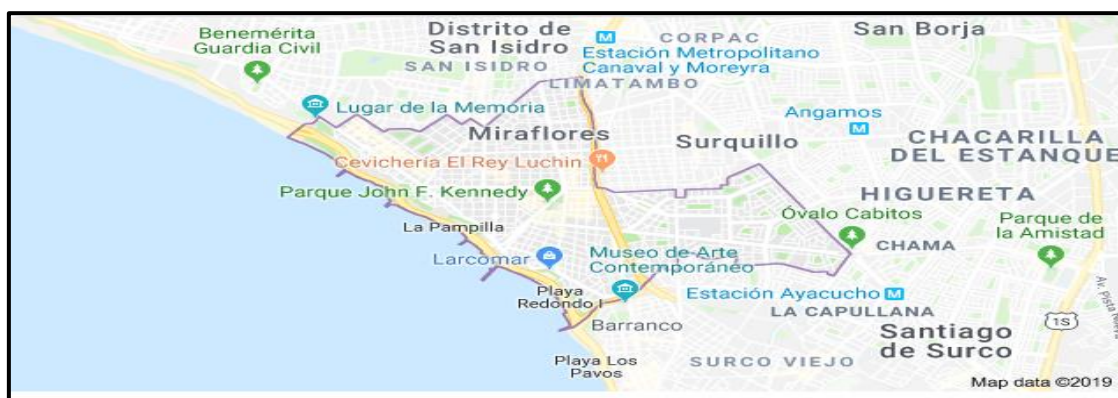 Benemérita
Guardia Civil
Distrito de
San Isidro
SAN ISIDRO
M
Estación Metropolitano
Canaval y Moreyra
CORPAC
San Borja
LIMATAMBO
Lugar de la Memoria
Miraflores
Surquillo
Angamos
M
CHACARILLA
DEL ESTANQUE
Cevichería El Rey Luchin
Parque John F. Kennedy
HIGUERETA
Óvalo Cabitos
Parque de
la Amistad
La Pampilla
CHAMA
Larcomar
Museo de Arte
Contemporáneo
Playa
Redondo I
Estación Ayacucho
M
LA CAPULLANA
1S
Barranco
Santiago
de Surco
Playa Los
Pavos
SURCO VIEJO
Map data ©2019